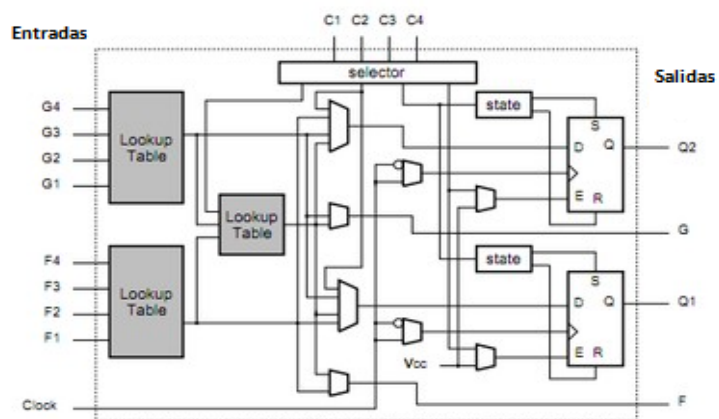 C1 C2 C3 C4
Entradas
selector
Salidas
G4
G3
G2
G1
Lookup
Table
state
S
D Q
E R
Q2
Lookup
Table
G
F4
F3
F2
F1
Lookup
Table
state
S
D Q
E R
Q1
Vcc
Clock
F